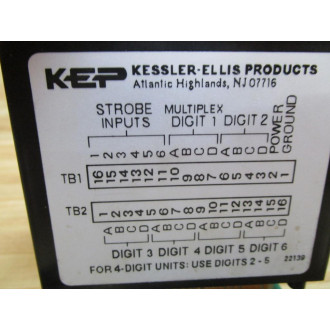 KEP KESSLER-ELLIS PRODUCTS
Atlantic Highlands, NJ 07716
STROBE INPUTS MULTIPLEX DIGIT 1 DIGIT 2 POWER GROUND
1 2 3 4 5 6 A B C D A B C D
TB1 16 15 14 13 12 11 10 9 8 7 6 5 4 3 2 1
TB2 1 2 3 4 5 6 7 8 9 10 11 12 13 14 15 16
A B C D A B C D A B C D A B C D
DIGIT 3 DIGIT 4 DIGIT 5 DIGIT 6
FOR 4-DIGIT UNITS: USE DIGITS 2 - 5 22139